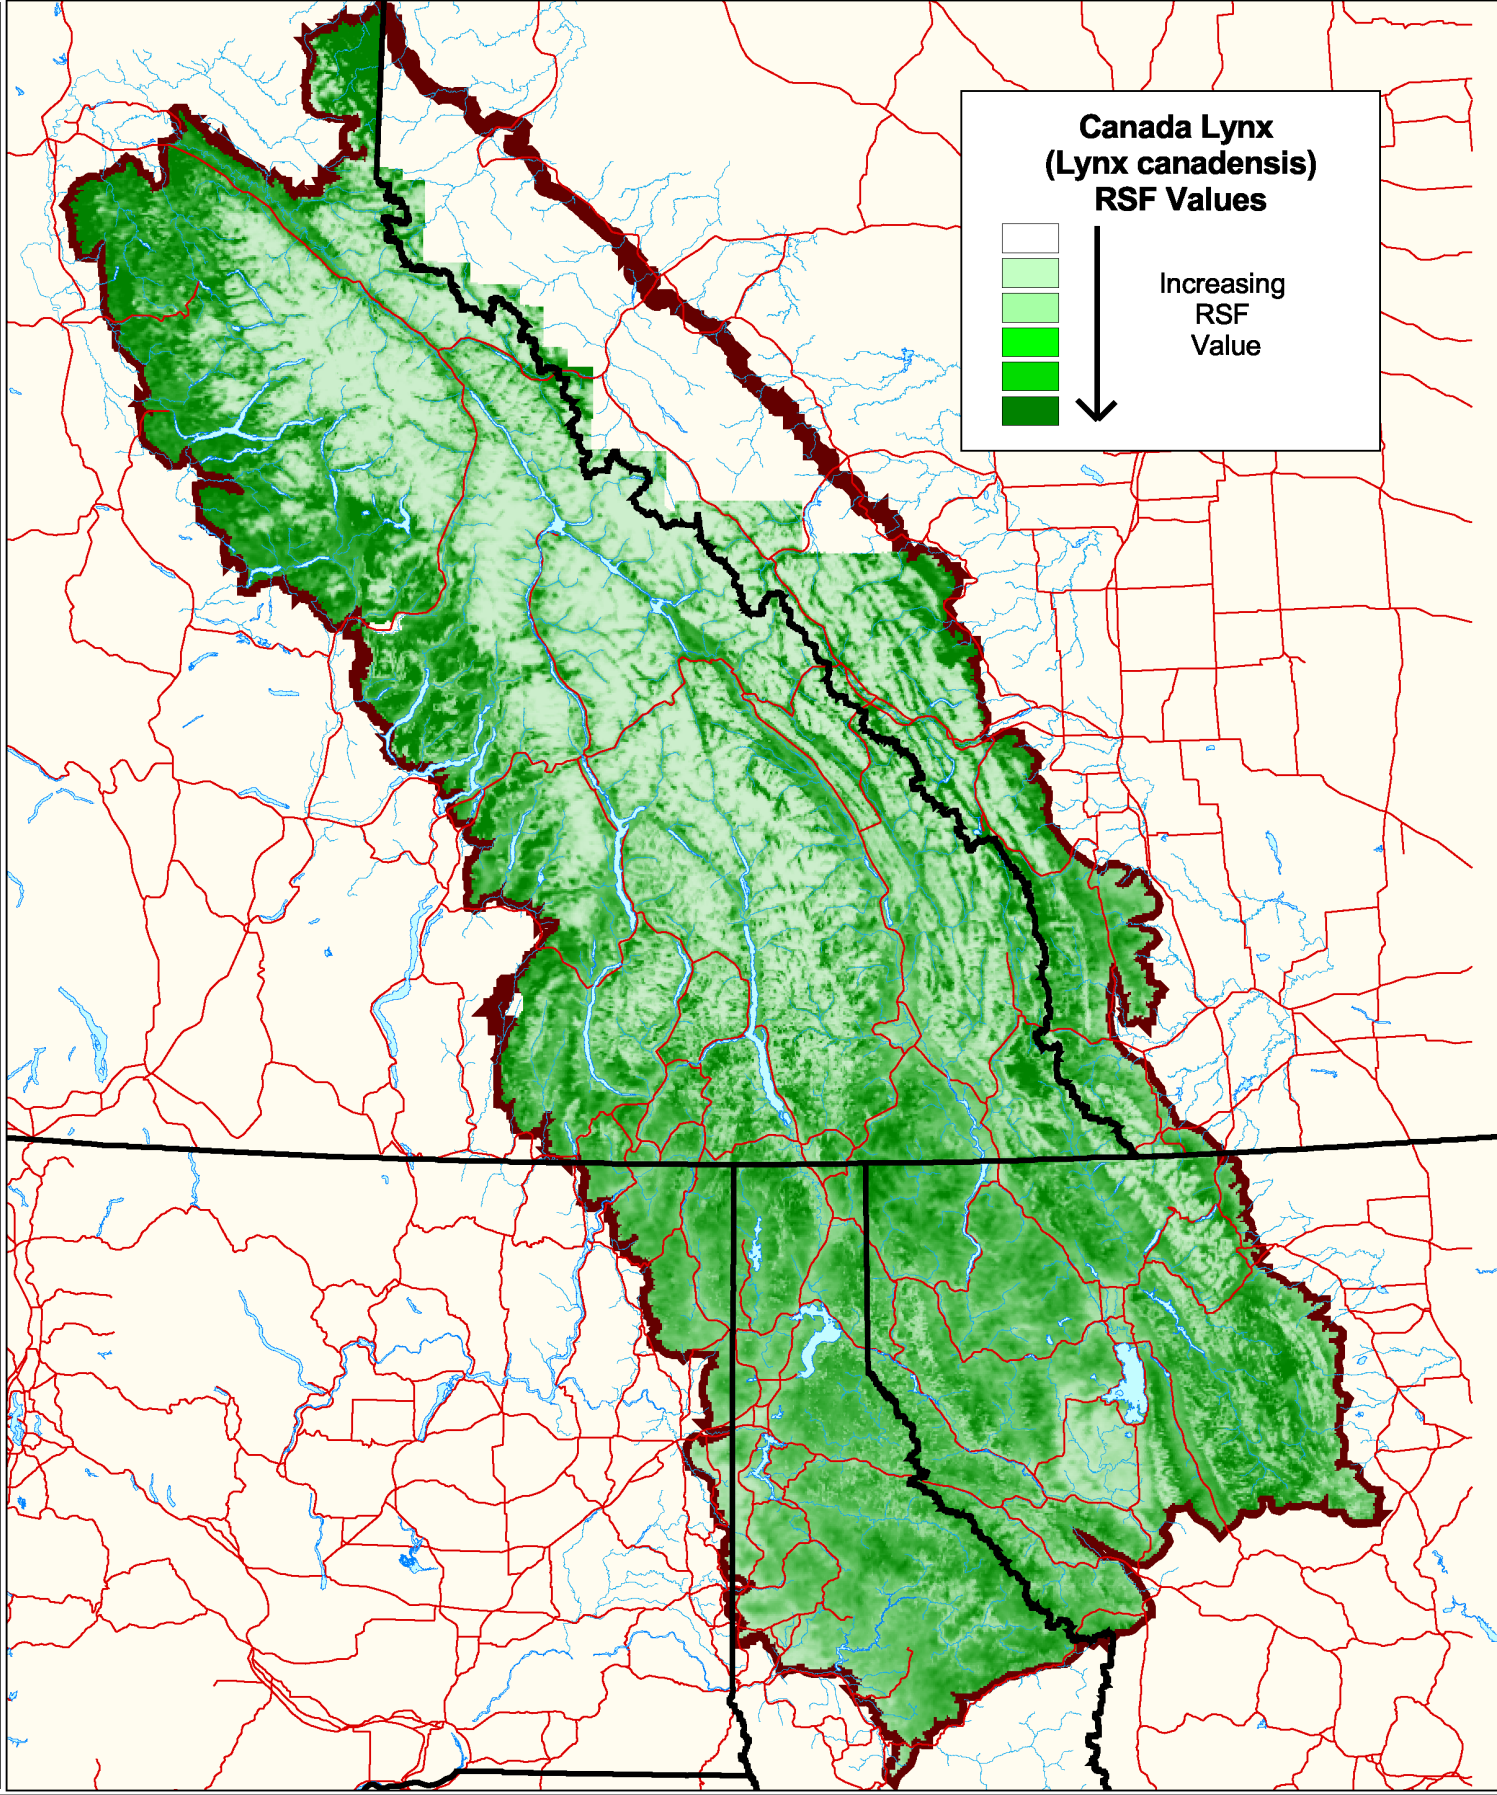 Canada Lynx
(Lynx canadensis)
RSF Values
Increasing
RSF
Value